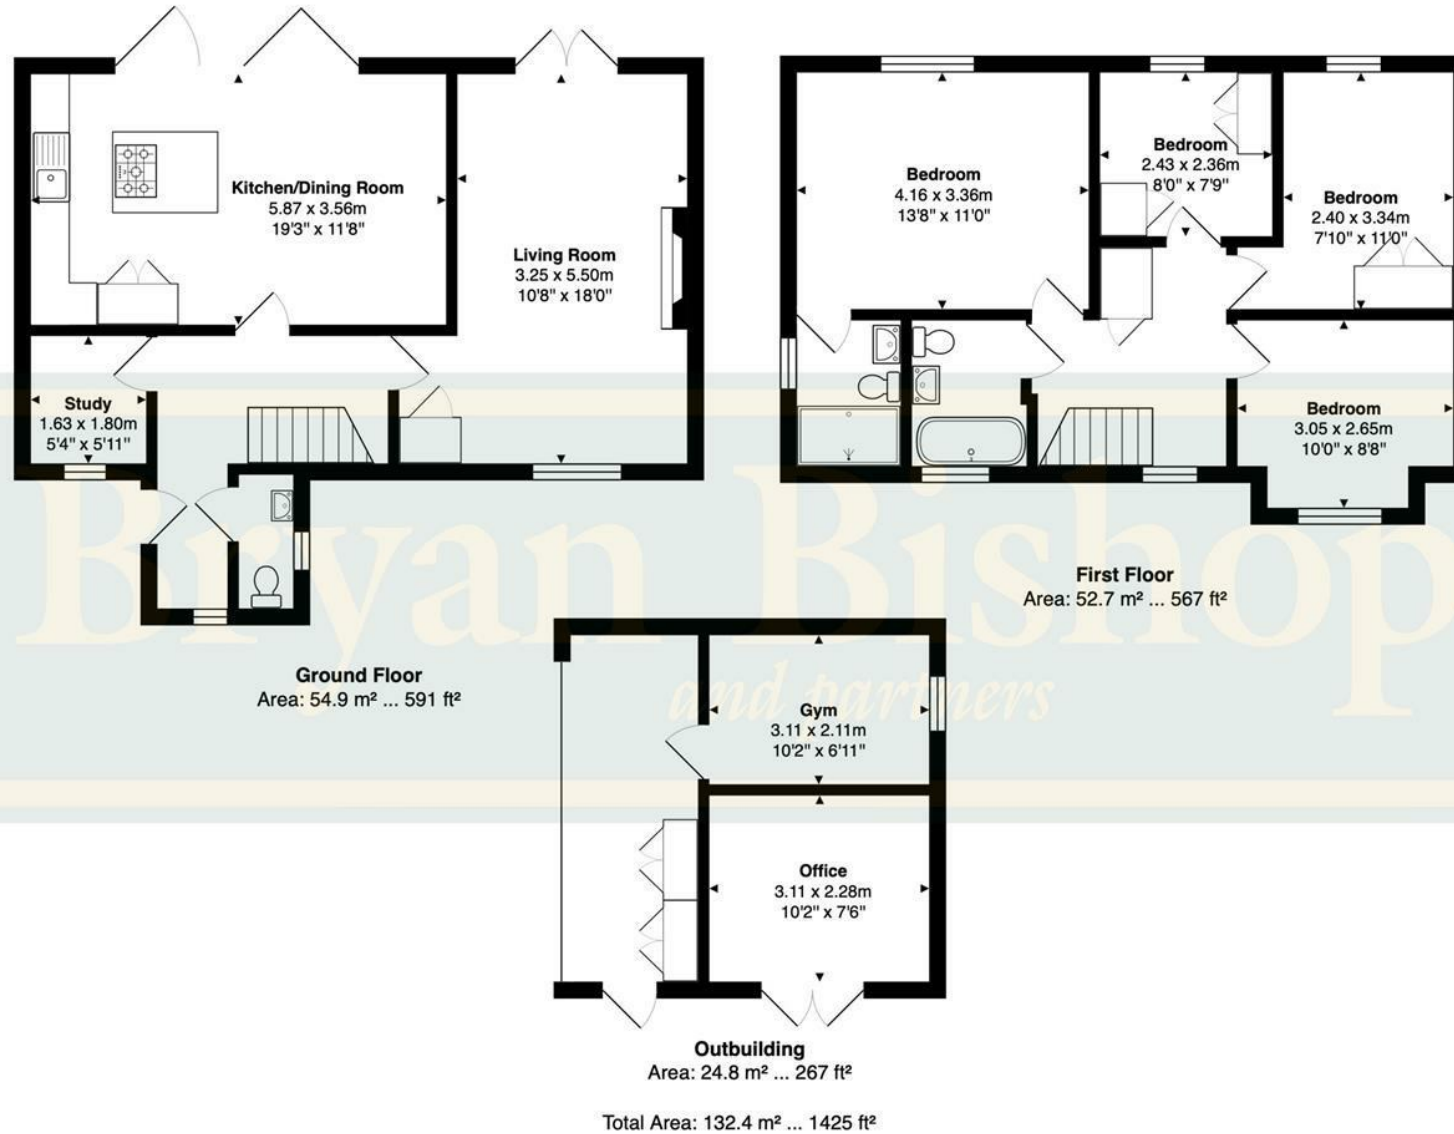 Kitchen/Dining Room
5.87 x 3.56m
19'3" x 11'8"
Living Room
3.25 x 5.50m
10'8" x 18'0"
Study
1.63 x 1.80m
5'4" x 5'11"
Ground Floor
Area: 54.9 m² ... 591 ft²
Bedroom
4.16 x 3.36m
13'8" x 11'0"
Bedroom
2.43 x 2.36m
8'0" x 7'9"
Bedroom
2.40 x 3.34m
7'10" x 11'0"
Bedroom
3.05 x 2.65m
10'0" x 8'8"
First Floor
Area: 52.7 m² ... 567 ft²
Bryan Bishop
and partners
Gym
3.11 x 2.11m
10'2" x 6'11"
Office
3.11 x 2.28m
10'2" x 7'6"
Outbuilding
Area: 24.8 m² ... 267 ft²
Total Area: 132.4 m² ... 1425 ft²